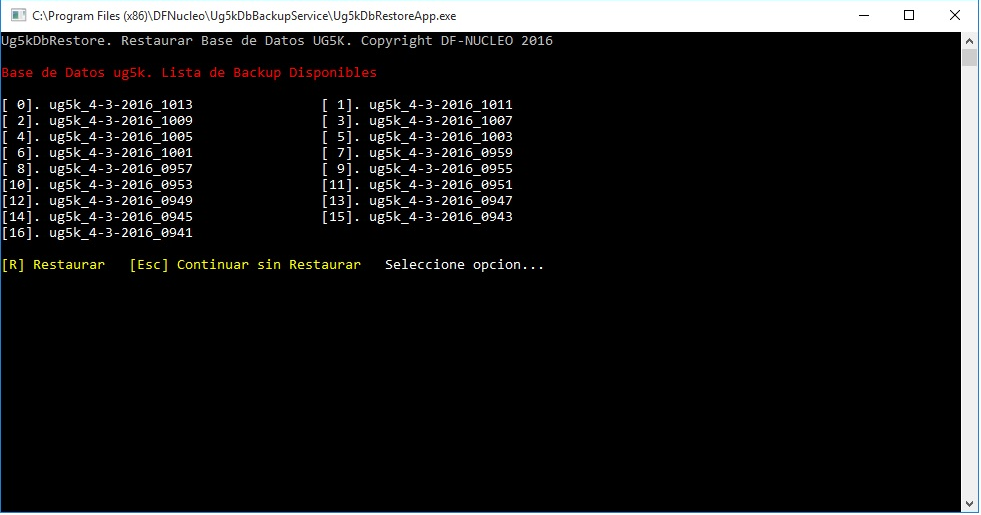 C:\Program Files (x86)\DFNucleo\Ug5kDbBackupService\Ug5kDbRestoreApp.exe
Ug5kDbRestore. Restaurar Base de Datos UG5K. Copyright DF-NUCLEO 2016
Base de Datos ug5k. Lista de Backup Disponibles
[ 0]. ug5k_4-3-2016_1013 [ 1]. ug5k_4-3-2016_1011
[ 2]. ug5k_4-3-2016_1009 [ 3]. ug5k_4-3-2016_1007
[ 4]. ug5k_4-3-2016_1005 [ 5]. ug5k_4-3-2016_1003
[ 6]. ug5k_4-3-2016_1001 [ 7]. ug5k_4-3-2016_0959
[ 8]. ug5k_4-3-2016_0957 [ 9]. ug5k_4-3-2016_0955
[10]. ug5k_4-3-2016_0953 [11]. ug5k_4-3-2016_0951
[12]. ug5k_4-3-2016_0949 [13]. ug5k_4-3-2016_0947
[14]. ug5k_4-3-2016_0945 [15]. ug5k_4-3-2016_0943
[16]. ug5k_4-3-2016_0941
[R] Restaurar [Esc] Continuar sin Restaurar Seleccione opcion...